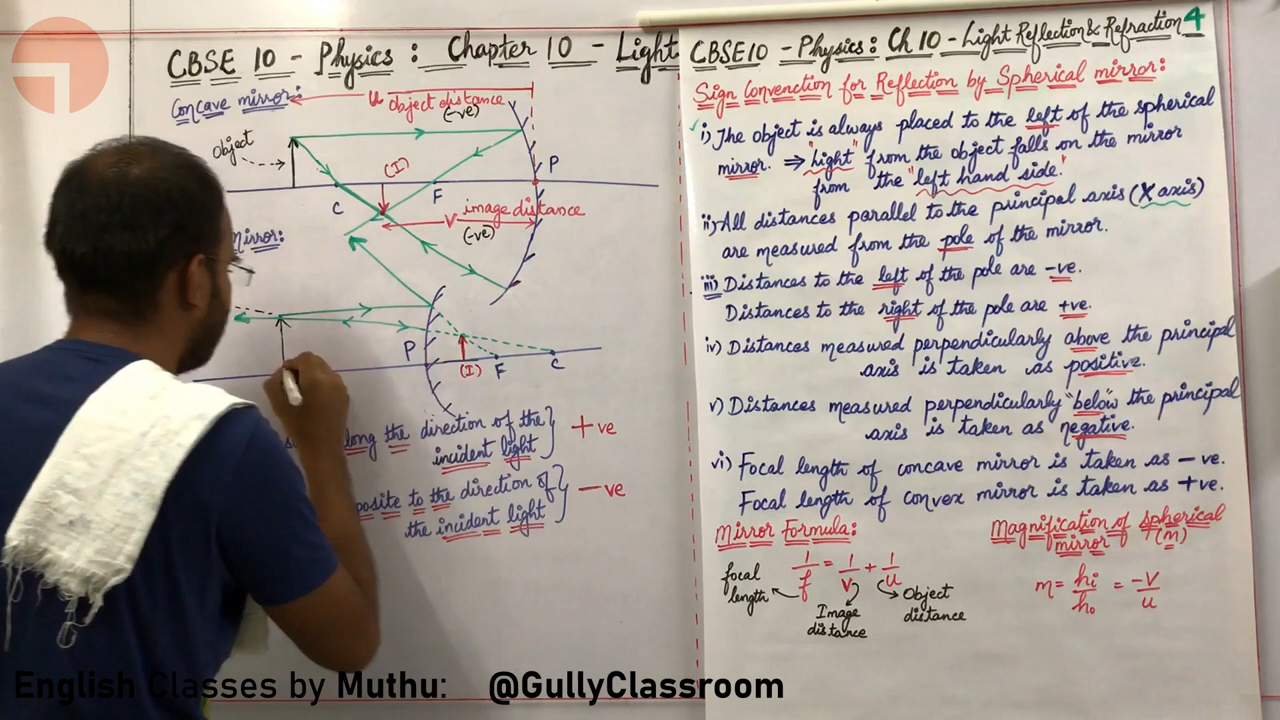 CBSE 10 - Physics : Chapter 10 - Light
Concave mirror:
u object distance
(-ve)
Object
P
(I)
C
F
V image distance
(-ve)
Mirror:
P
(I)
F
C
long the direction of the
incident light
+ve
posite to the direction of
the incident light
-ve
CBSE10 - Physics: Ch 10 - Light Reflection & Refraction 4
Sign Convenction for Reflection by Spherical mirror:
i) The object is always placed to the left of the spherical
mirror. ⇒ "light" from the object falls on the mirror
from the "left hand side."
ii) All distances parallel to the principal axis (X axis)
are measured from the pole of the mirror.
iii) Distances to the left of the pole are -ve.
Distances to the right of the pole are +ve.
iv) Distances measured perpendicularly above the principal
axis is taken as positive.
v) Distances measured perpendicularly "below" the principal
axis is taken as negative.
vi) Focal length of concave mirror is taken as -ve.
Focal length of convex mirror is taken as +ve.
Mirror Formula:
1/f = 1/v + 1/u
focal
length
Image
distance
Object
distance
Magnification of spherical
mirror (m)
m = hi/ho = -v/u
English Classes by Muthu: @GullyClassroom